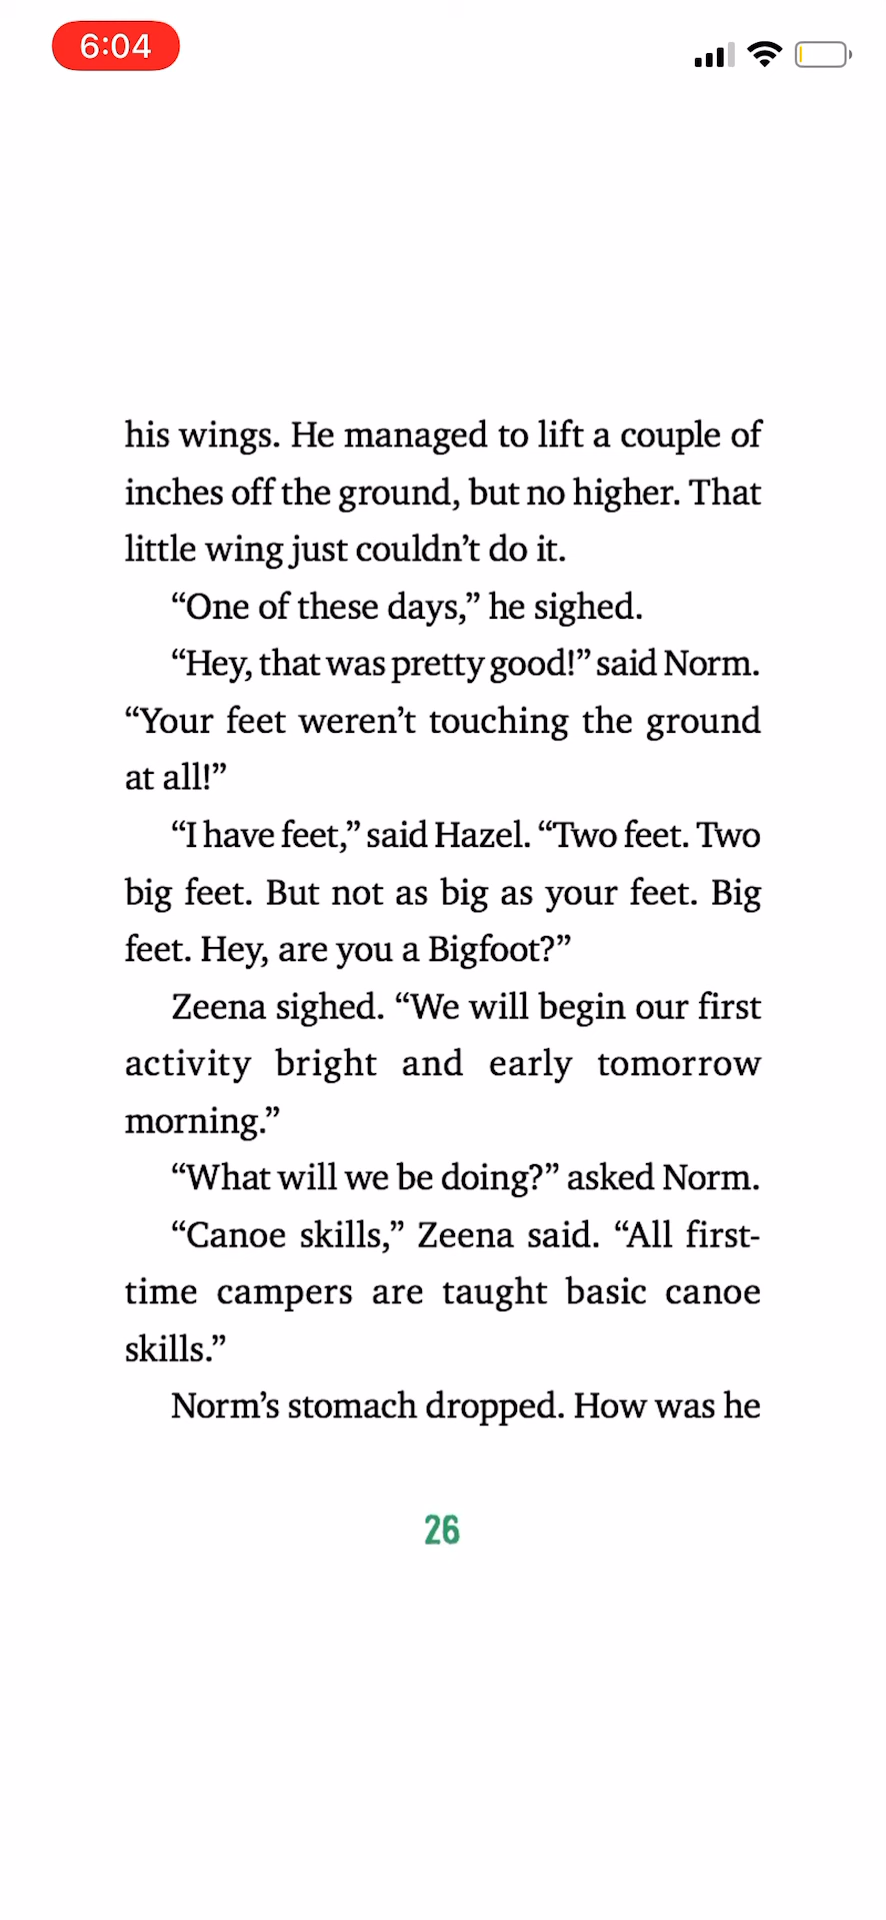 6:04
his wings. He managed to lift a couple of
inches off the ground, but no higher. That
little wing just couldn’t do it.
“One of these days,” he sighed.
“Hey, that was pretty good!” said Norm.
“Your feet weren’t touching the ground
at all!”
“I have feet,” said Hazel. “Two feet. Two
big feet. But not as big as your feet. Big
feet. Hey, are you a Bigfoot?”
Zeena sighed. “We will begin our first
activity bright and early tomorrow
morning.”
“What will we be doing?” asked Norm.
“Canoe skills,” Zeena said. “All first-
time campers are taught basic canoe
skills.”
Norm’s stomach dropped. How was he
26